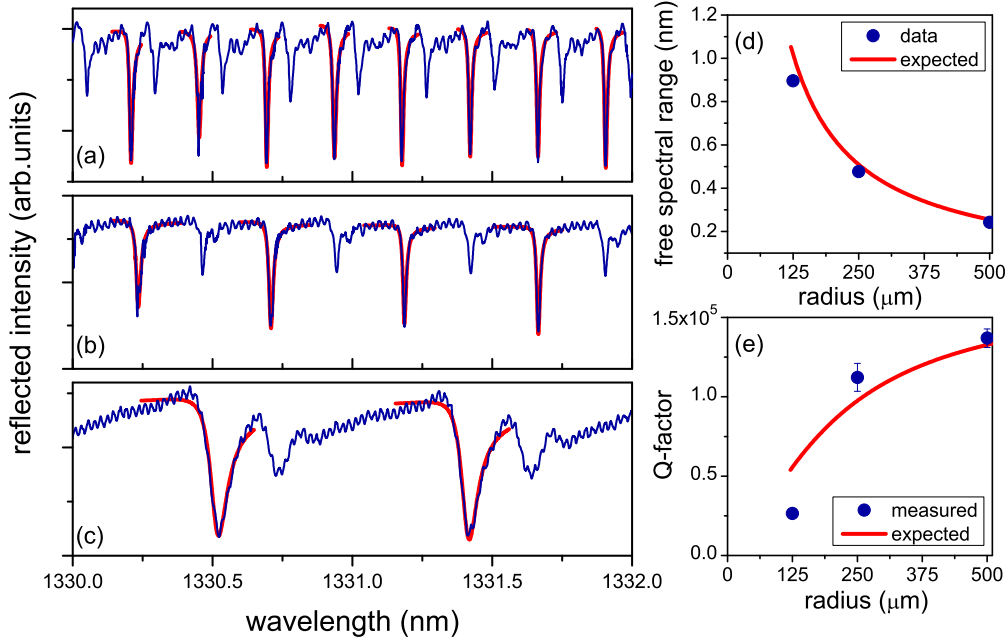 reflected intensity (arb.units)
(a)
(b)
(c)
1330.0 1330.5 1331.0 1331.5 1332.0
wavelength (nm)
free spectral range (nm)
1.2
1.0
0.8
0.6
0.4
0.2
(d)
data
expected
0 125 250 375 500
radius (μm)
Q-factor
1.5x10⁵
1.0
0.5
0.0
(e)
measured
expected
0 125 250 375 500
radius (μm)